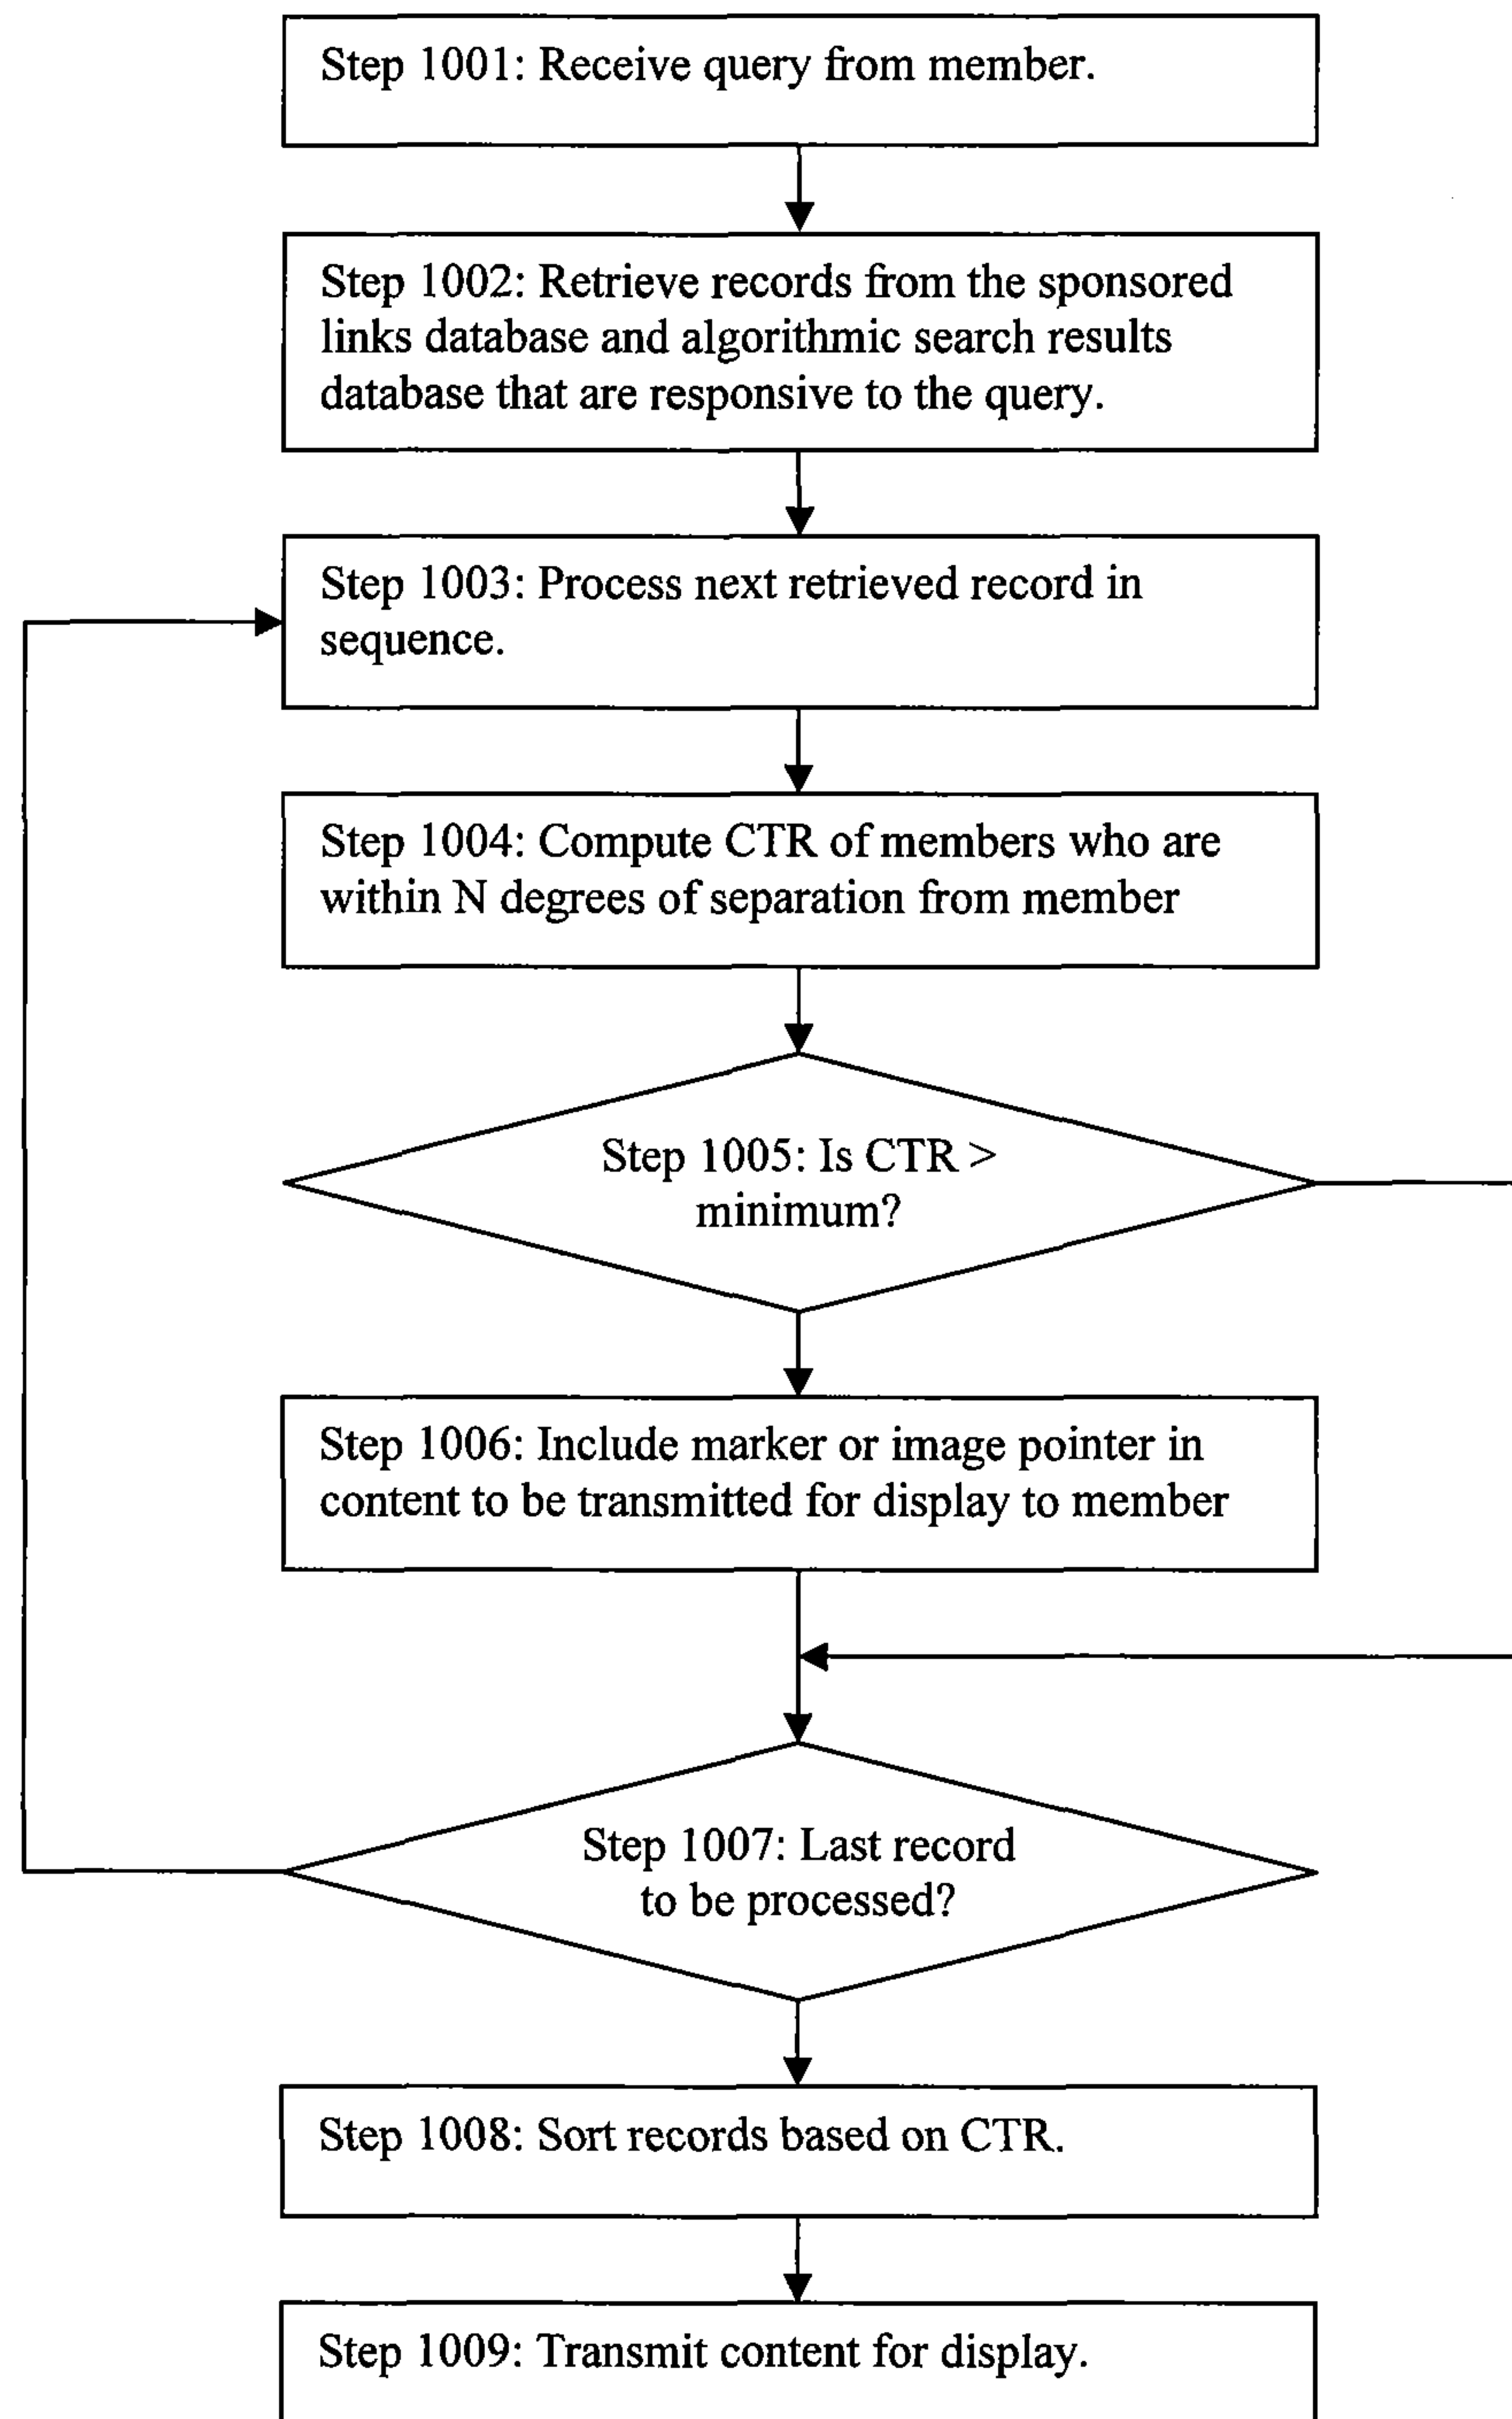 Step 1001: Receive query from member.
Step 1002: Retrieve records from the sponsored
links database and algorithmic search results
database that are responsive to the query.
Step 1003: Process next retrieved record in
sequence.
Step 1004: Compute CTR of members who are
within N degrees of separation from member
Step 1005: Is CTR >
minimum?
Step 1006: Include marker or image pointer in
content to be transmitted for display to member
Step 1007: Last record
to be processed?
Step 1008: Sort records based on CTR.
Step 1009: Transmit content for display.